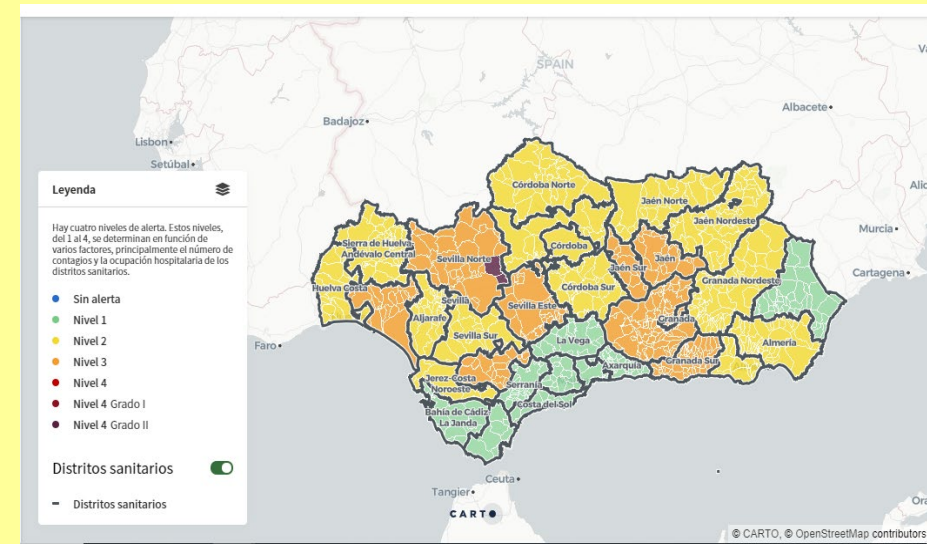 Leyenda
Hay cuatro niveles de alerta. Estos niveles,
del 1 al 4, se determinan en función de
varios factores, principalmente el número de
contagios y la ocupación hospitalaria de los
distritos sanitarios.
Sin alerta
Nivel 1
Nivel 2
Nivel 3
Nivel 4
Nivel 4 Grado I
Nivel 4 Grado II
Distritos sanitarios
Distritos sanitarios
SPAIN
Albacete
Badajoz
Lisbon
Setúbal
Murcia
Cartagena
Faro
Ceuta
Tangier
Córdoba Norte
Jaén Norte
Jaén Nordeste
Sierra de Huelva-
Andévalo Central
Sevilla Norte
Córdoba
Jaén
Jaén Sur
Huelva Costa
Córdoba Sur
Granada Nordeste
Sevilla
Sevilla Este
Aljarafe
Granada
Sevilla Sur
La Vega
Almería
Axarquía
Granada Sur
Jerez-Costa
Noroeste
Serranía
Costa del Sol
Bahía de Cádiz
La Janda
CARTO
© CARTO, © OpenStreetMap contributors